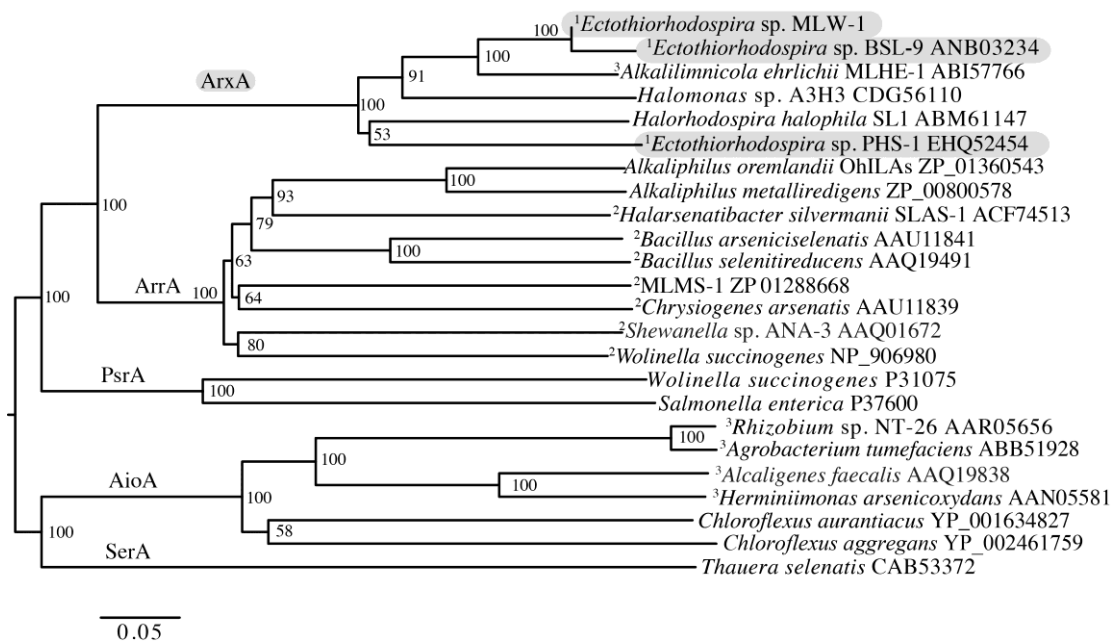 ¹Ectothiorhodospira sp. MLW-1
100
¹Ectothiorhodospira sp. BSL-9 ANB03234
100
³Alkalilimnicola ehrlichii MLHE-1 ABI57766
ArxA
91
Halomonas sp. A3H3 CDG56110
100
Halorhodospira halophila SL1 ABM61147
53
¹Ectothiorhodospira sp. PHS-1 EHQ52454
Alkaliphilus oremlandii OhILAs ZP_01360543
100
93
Alkaliphilus metalliredigens ZP_00800578
100
²Halarsenatibacter silvermanii SLAS-1 ACF74513
79
²Bacillus arseniciselenatis AAU11841
100
63
²Bacillus selenitireducens AAQ19491
ArrA
100
²MLMS-1 ZP 01288668
100
64
²Chrysiogenes arsenatis AAU11839
²Shewanella sp. ANA-3 AAQ01672
80
²Wolinella succinogenes NP_906980
PsrA
Wolinella succinogenes P31075
100
Salmonella enterica P37600
³Rhizobium sp. NT-26 AAR05656
100
³Agrobacterium tumefaciens ABB51928
100
³Alcaligenes faecalis AAQ19838
AioA
100
³Herminiimonas arsenicoxydans AAN05581
100
Chloroflexus aurantiacus YP_001634827
100
58
Chloroflexus aggregans YP_002461759
SerA
Thauera selenatis CAB53372
0.05